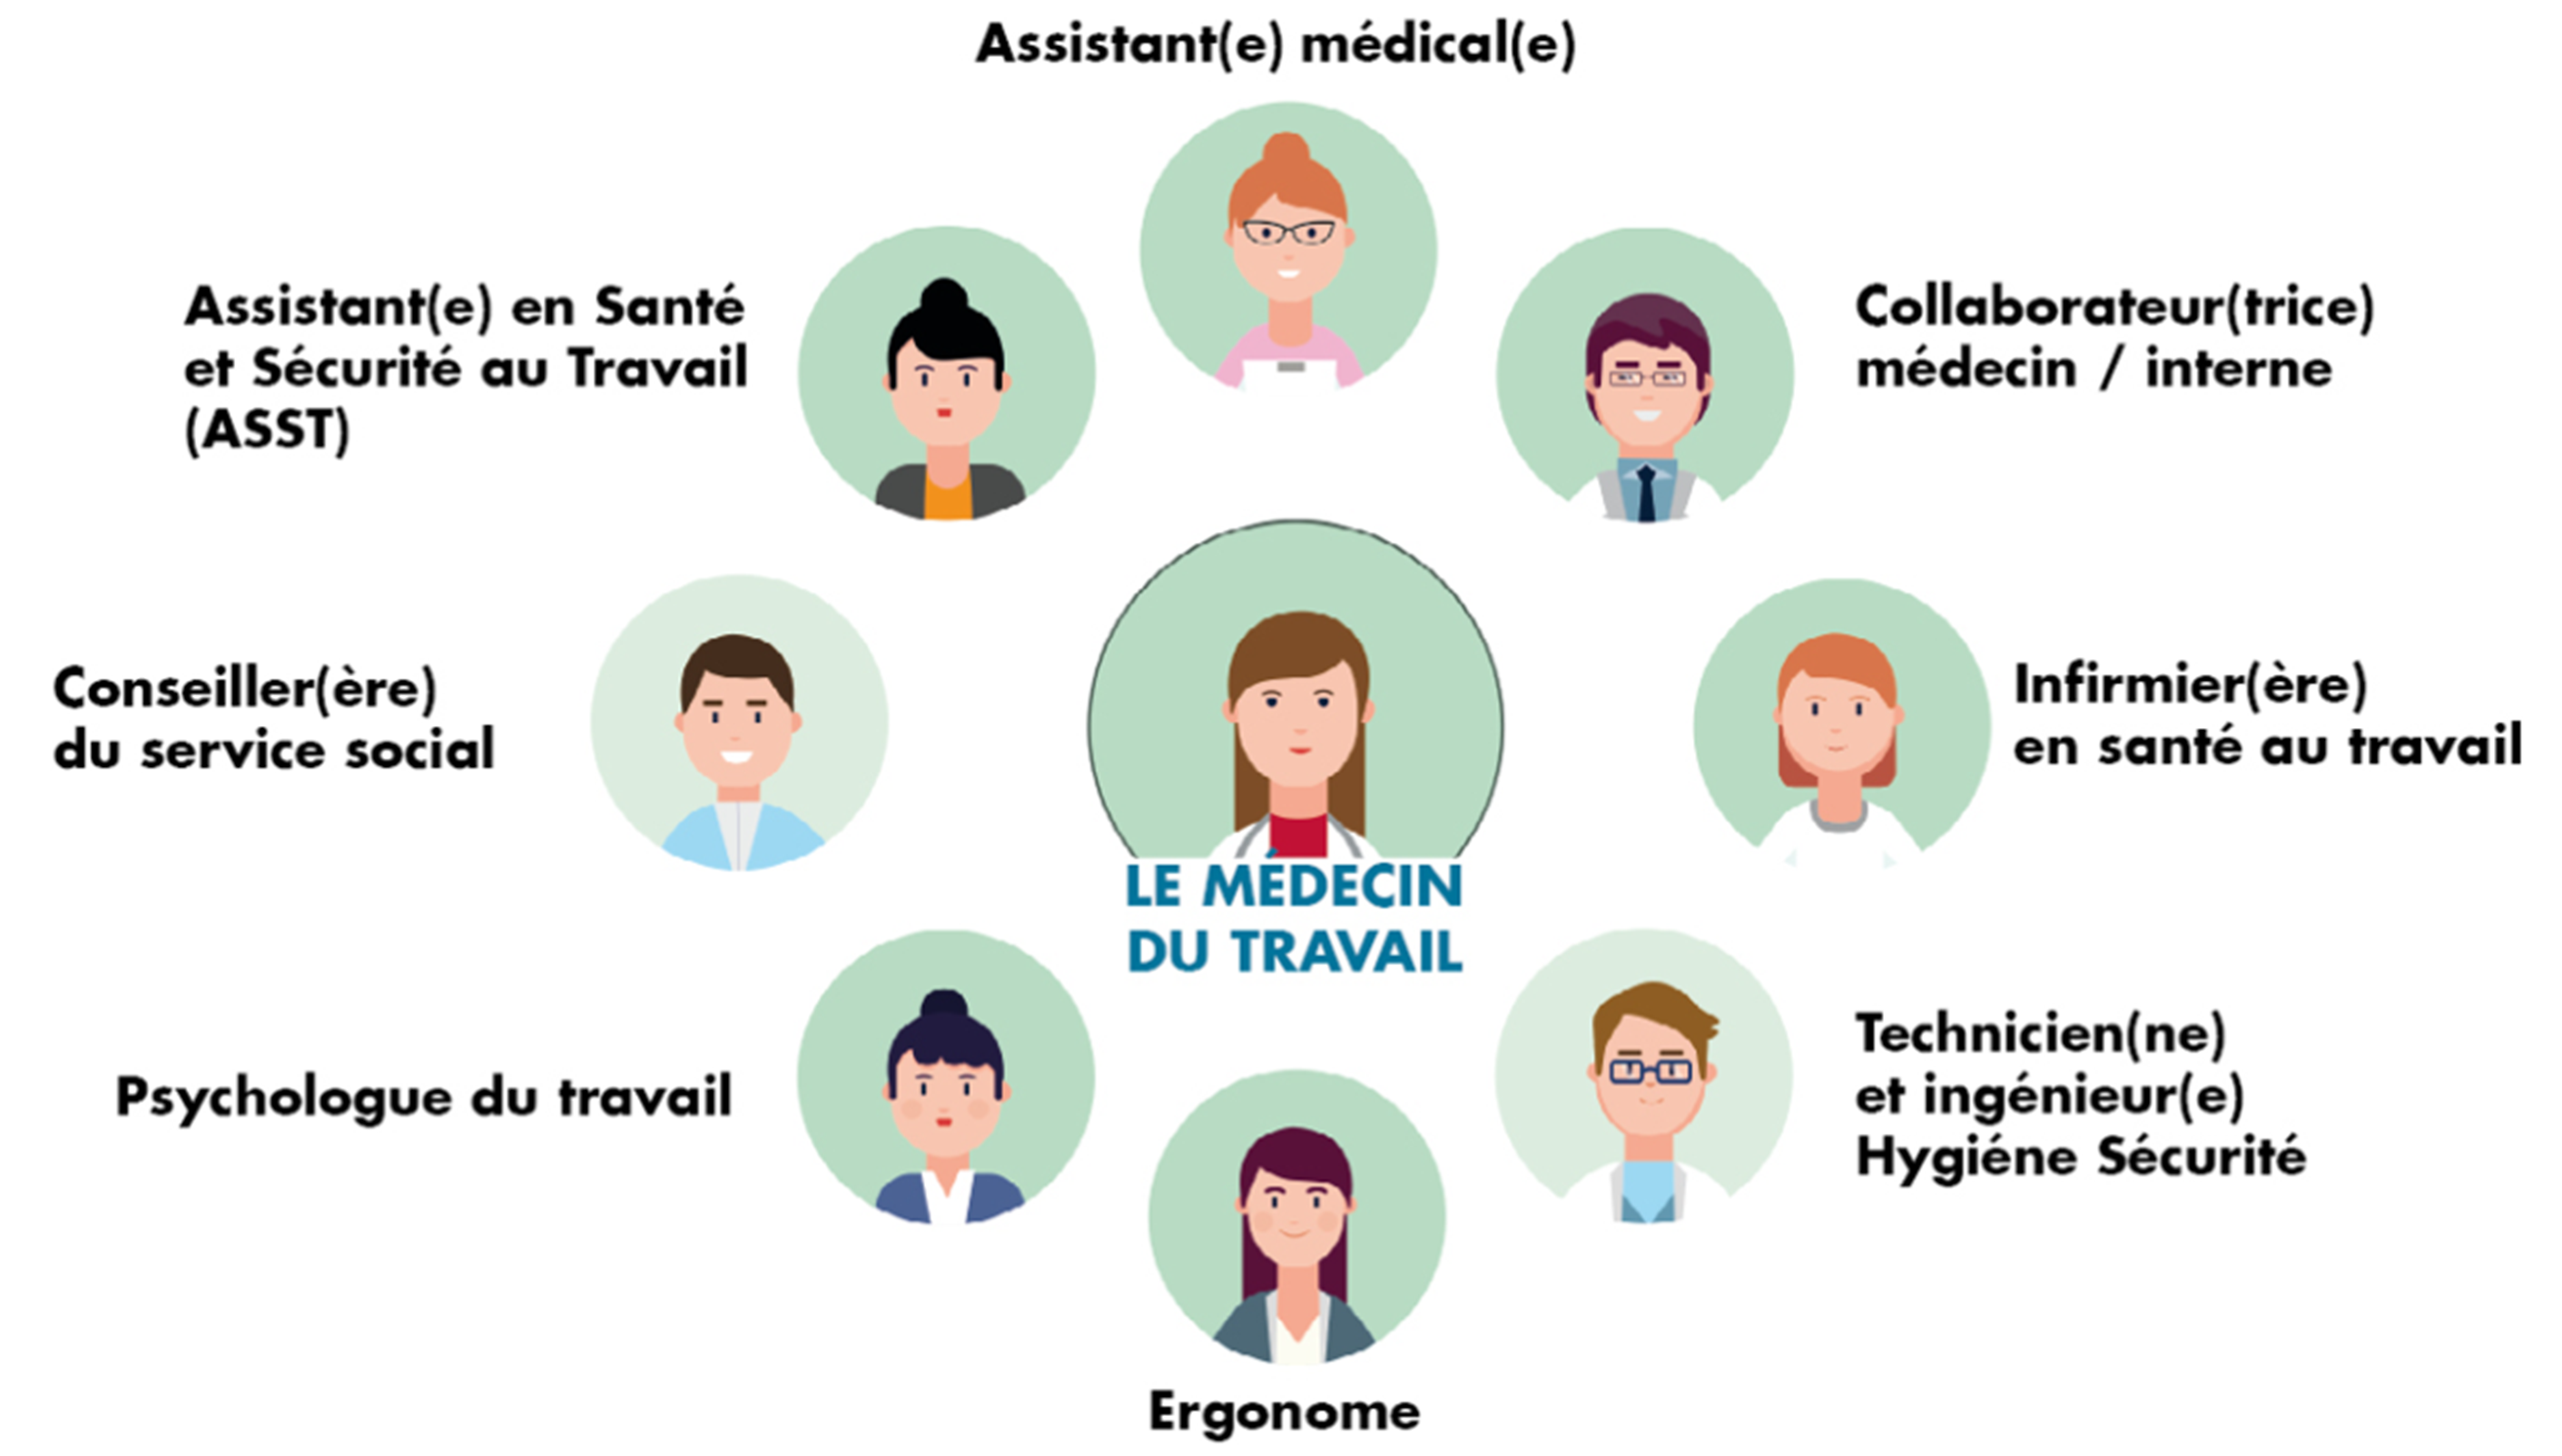 Assistant(e) médical(e)
Assistant(e) en Santé
et Sécurité au Travail
(ASST)
Collaborateur(trice)
médecin / interne
Conseiller(ère)
du service social
Infirmier(ère)
en santé au travail
LE MÉDECIN
DU TRAVAIL
Psychologue du travail
Technicien(ne)
et ingénieur(e)
Hygiéne Sécurité
Ergonome